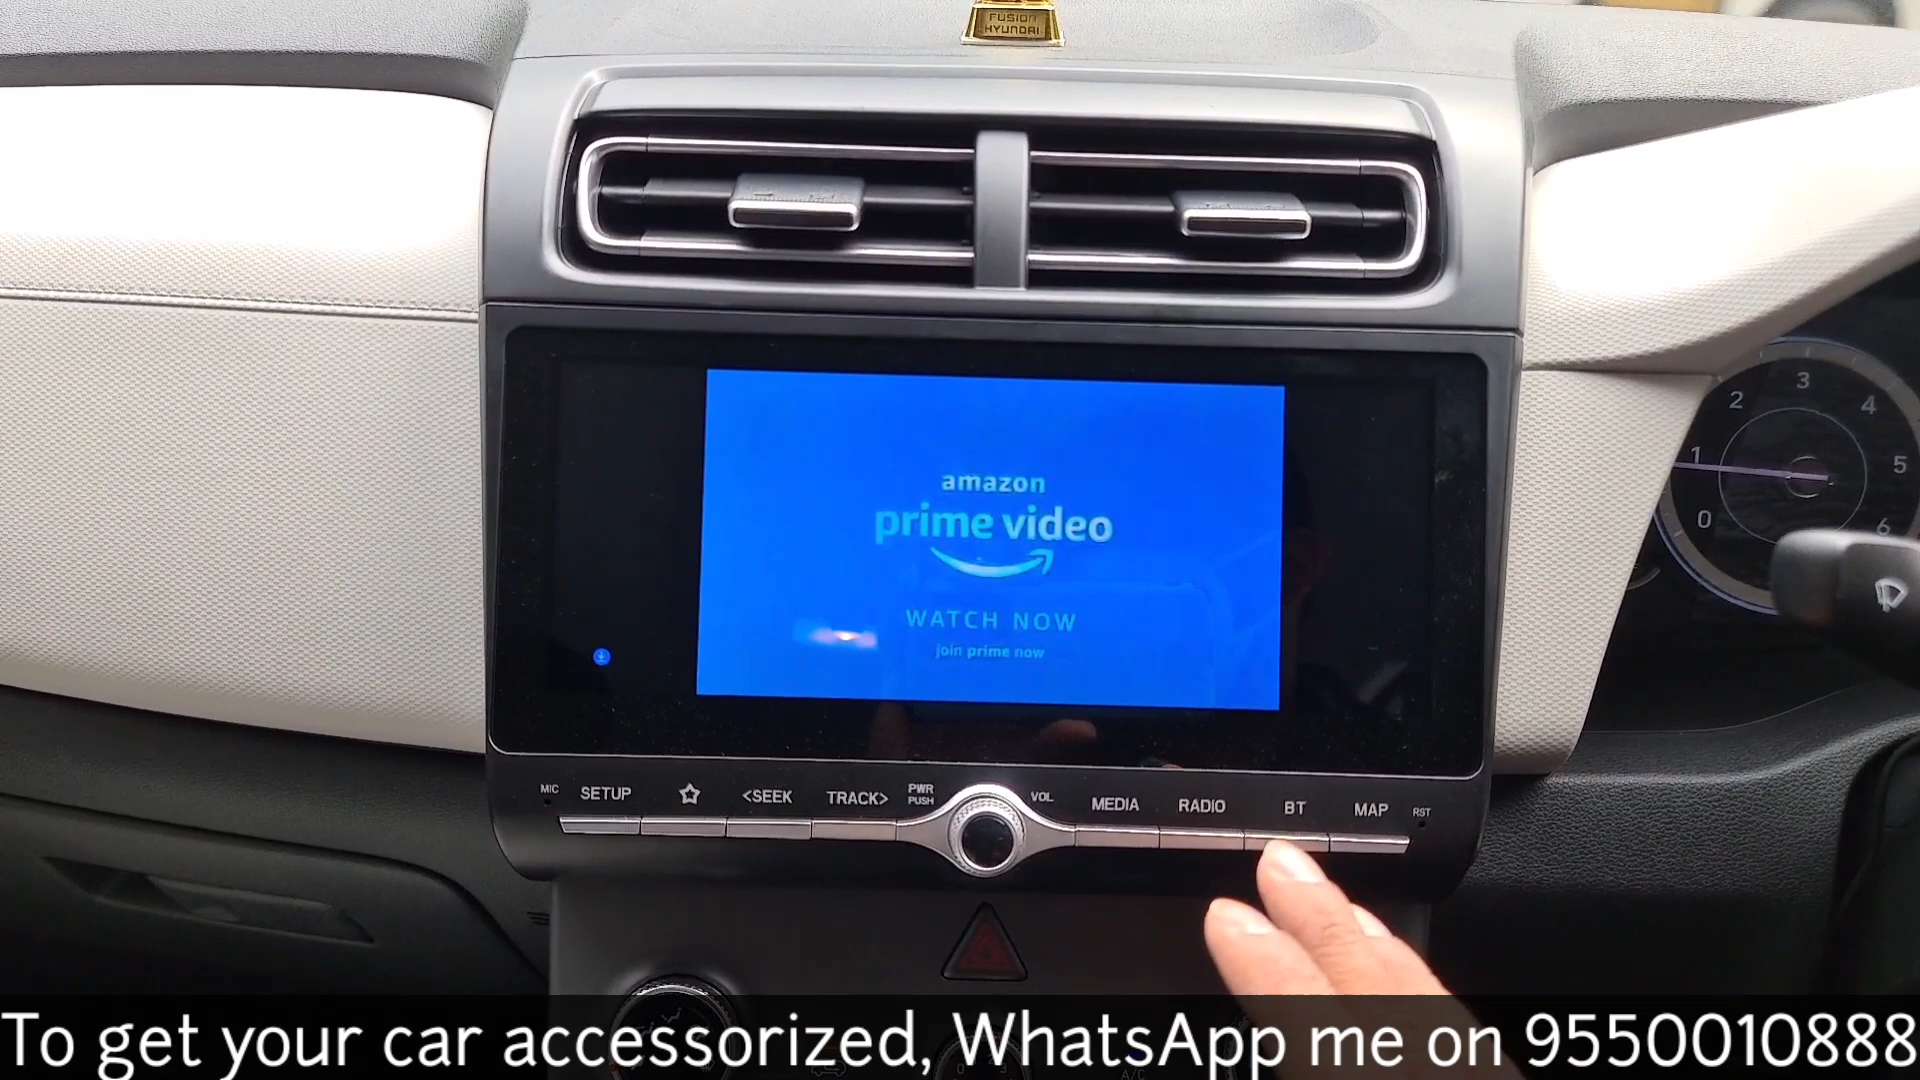 FUSION
HYUNDAI
amazon
prime video
WATCH NOW
join prime now
MIC SETUP <SEEK TRACK> PWR PUSH VOL MEDIA RADIO BT MAP RST
0 1 2 3 4 5 6
0 3
A/C
To get your car accessorized, WhatsApp me on 9550010888